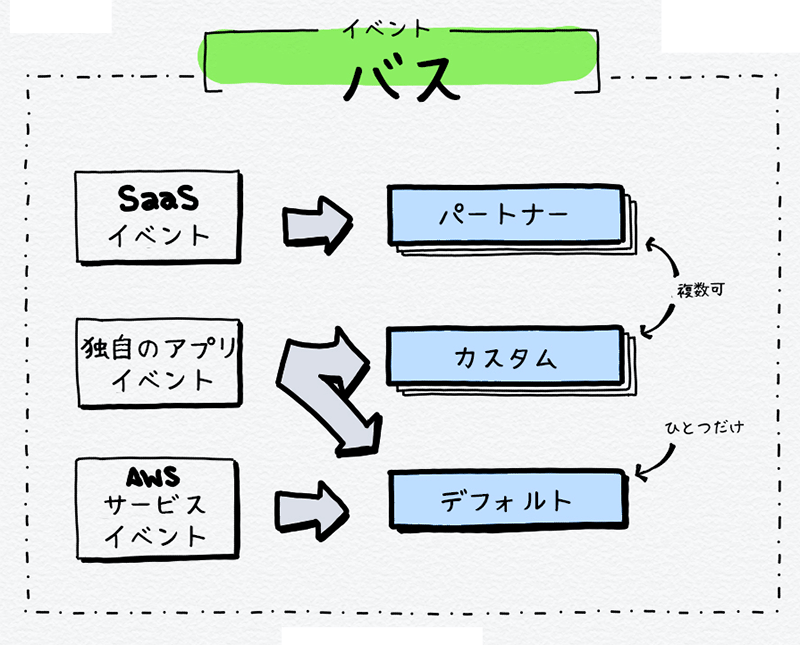 イベント
バス
SaaS
イベント
パートナー
複数可
独自のアプリ
イベント
カスタム
ひとつだけ
AWS
サービス
イベント
デフォルト